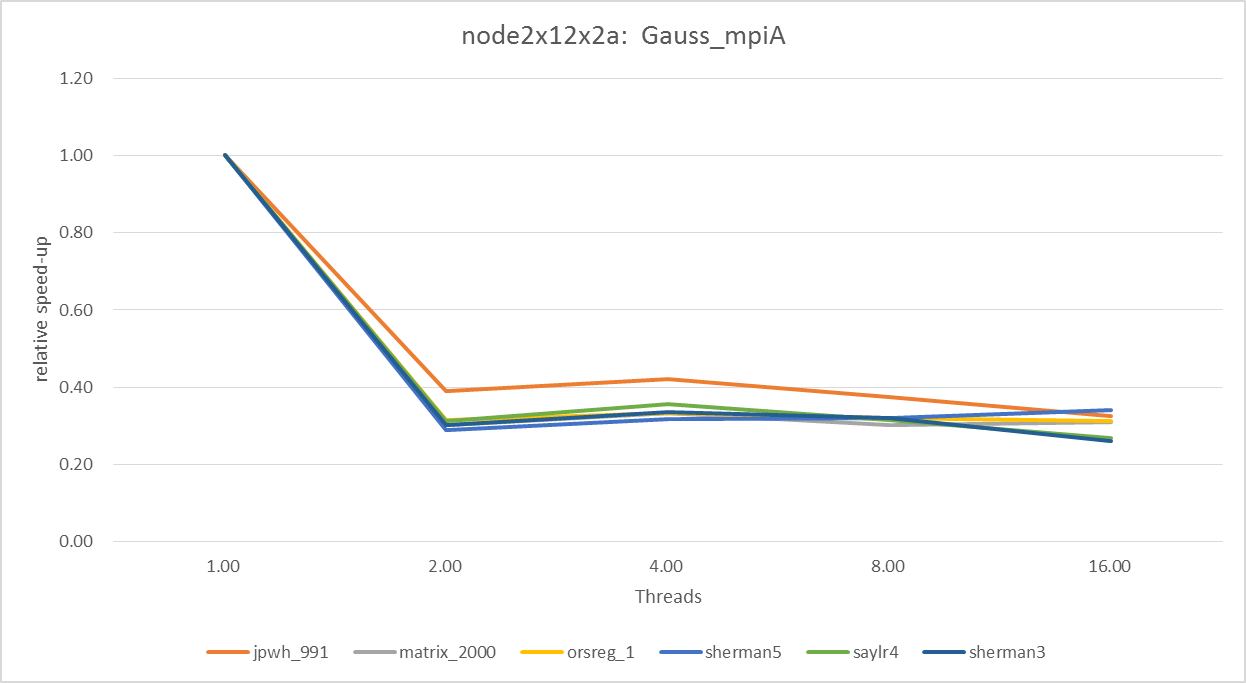 node2x12x2a:  Gauss_mpiA
1.20
1.00
0.80
0.60
0.40
0.20
0.00
relative speed-up
1.00 2.00 4.00 8.00 16.00
Threads
jpwh_991 matrix_2000 orsreg_1 sherman5 saylr4 sherman3